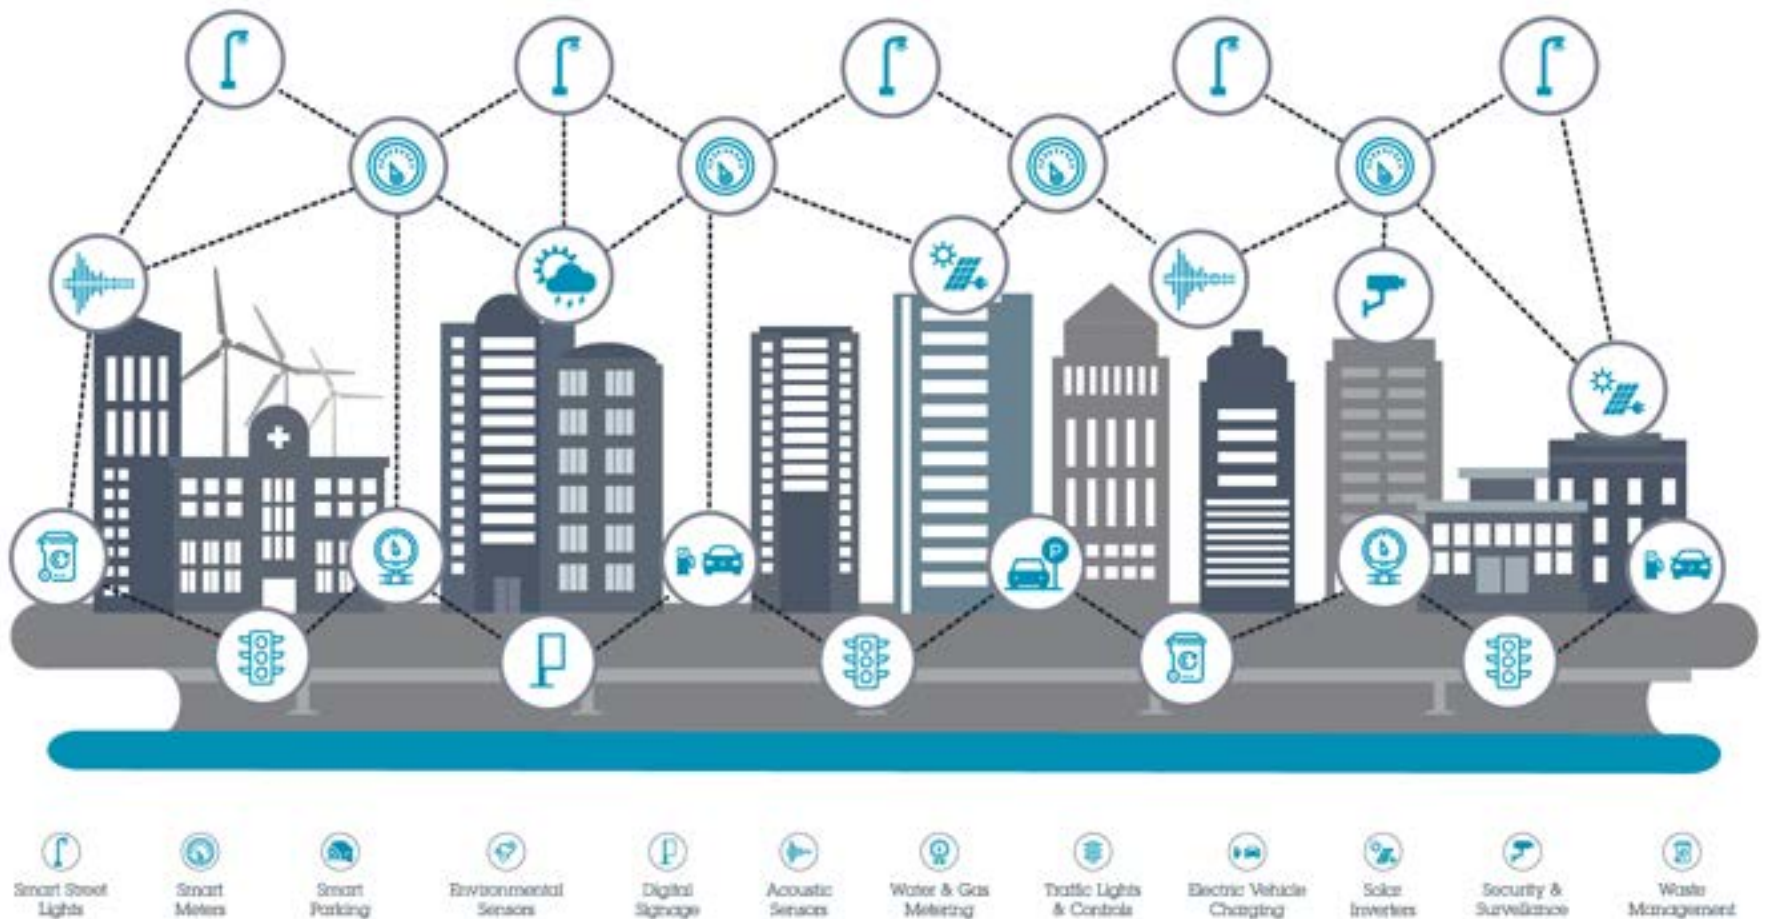 P
Smart Street
Lights
Smart
Meters
Smart
Parking
Environmental
Sensors
Digital
Signage
Acoustic
Sensors
Water & Gas
Metering
Traffic Lights
& Controls
Electric Vehicle
Charging
Solar
Inverters
Security &
Surveillance
Waste
Management